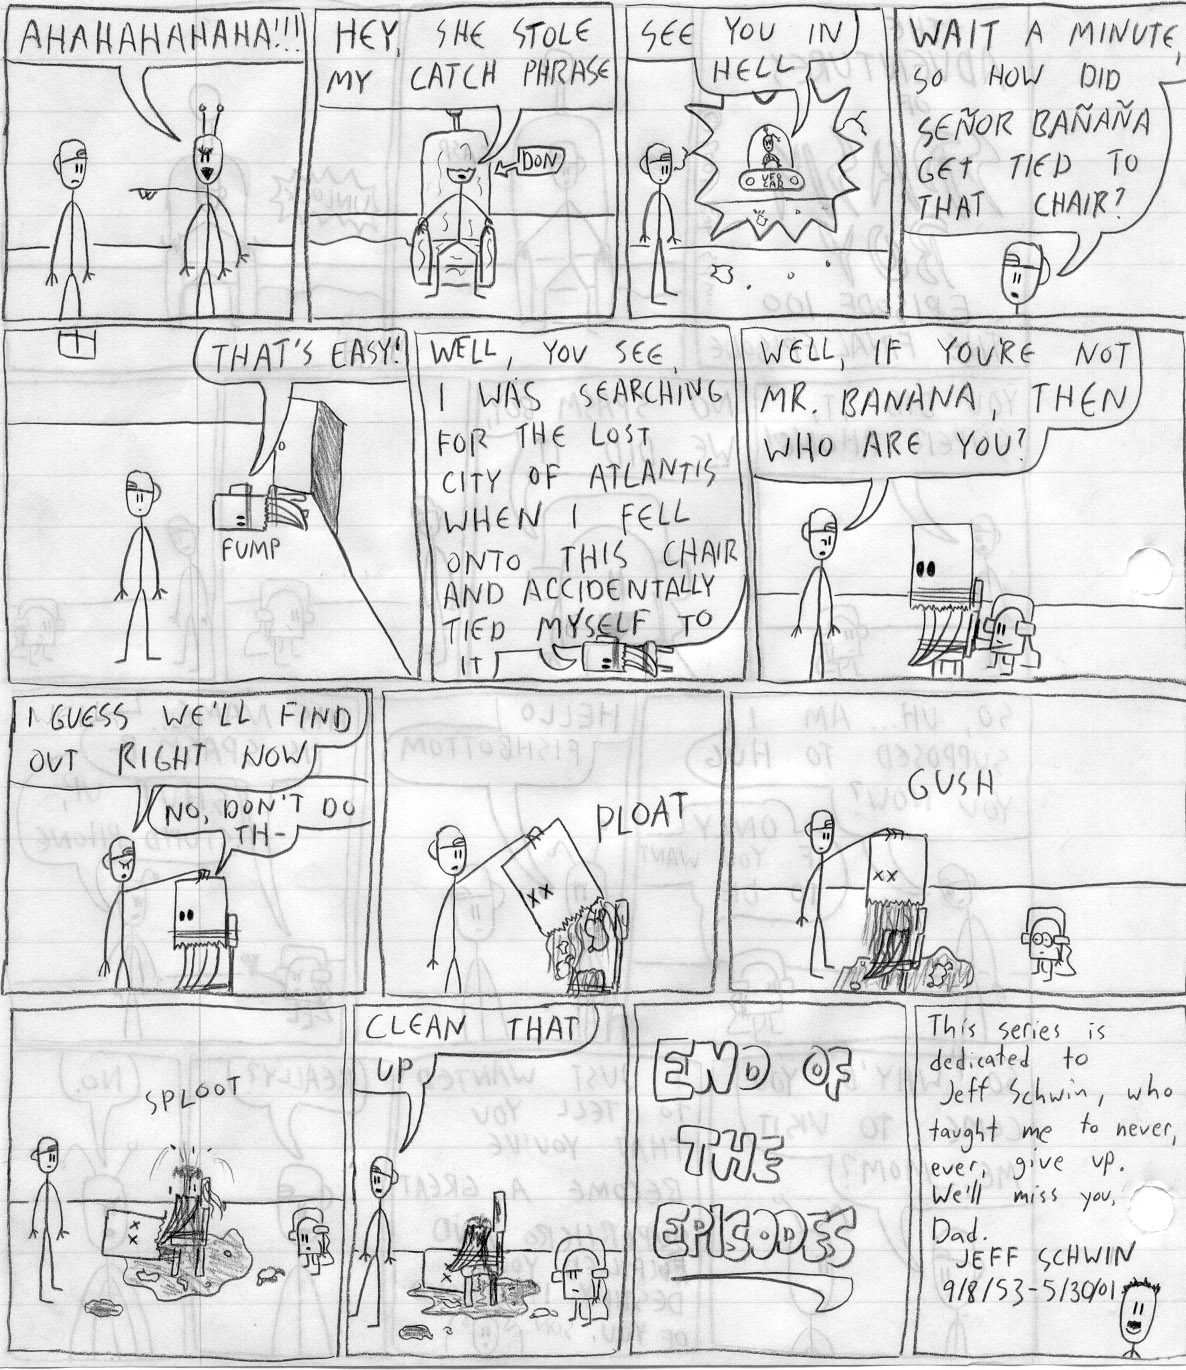 AHAHAHAHAHA!!!
HEY, SHE STOLE
MY CATCH PHRASE
DON
SEE YOU IN
HELL
UFO
CAR
WAIT A MINUTE,
SO HOW DID
SEÑOR BAÑAÑA
GET TIED TO
THAT CHAIR?
THAT'S EASY!
FUMP
WELL, YOU SEE,
I WAS SEARCHING
FOR THE LOST
CITY OF ATLANTIS
WHEN I FELL
ONTO THIS CHAIR
AND ACCIDENTALLY
TIED MYSELF TO
IT
WELL, IF YOU'RE NOT
MR. BANANA, THEN
WHO ARE YOU?
I GUESS WE'LL FIND
OUT RIGHT NOW
NO, DON'T DO
TH-
PLOAT
GUSH
SPLOOT
CLEAN THAT
UP
END OF
THE
EPISODES
This series is
dedicated to
Jeff Schwin, who
taught me to never,
ever, give up.
We'll miss you,
Dad.
JEFF SCHWIN
9/8/53-5/30/01